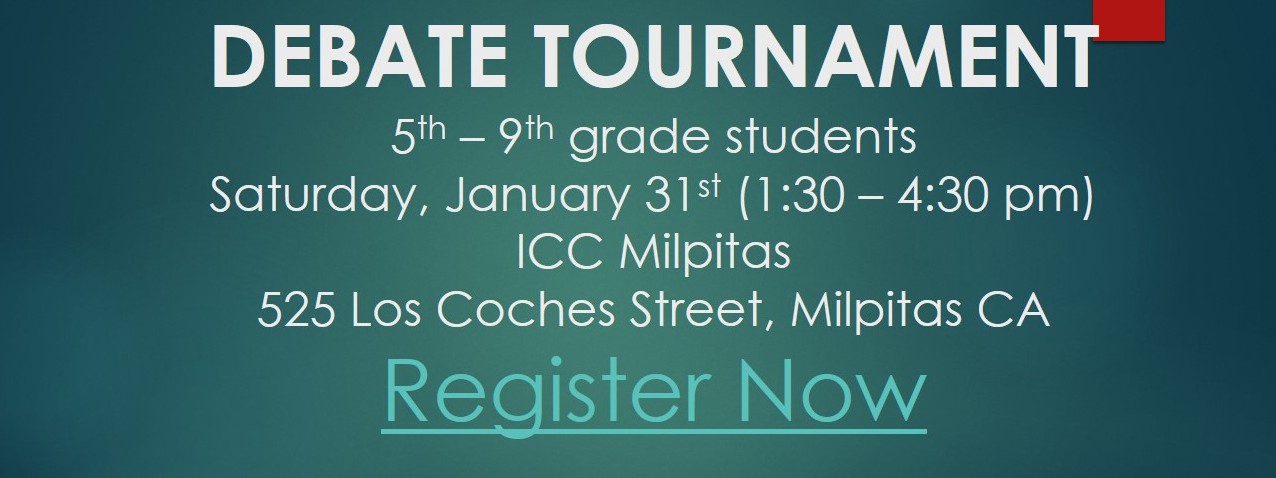 DEBATE TOURNAMENT
5th – 9th grade students
Saturday, January 31st (1:30 – 4:30 pm)
ICC Milpitas
525 Los Coches Street, Milpitas CA
Register Now